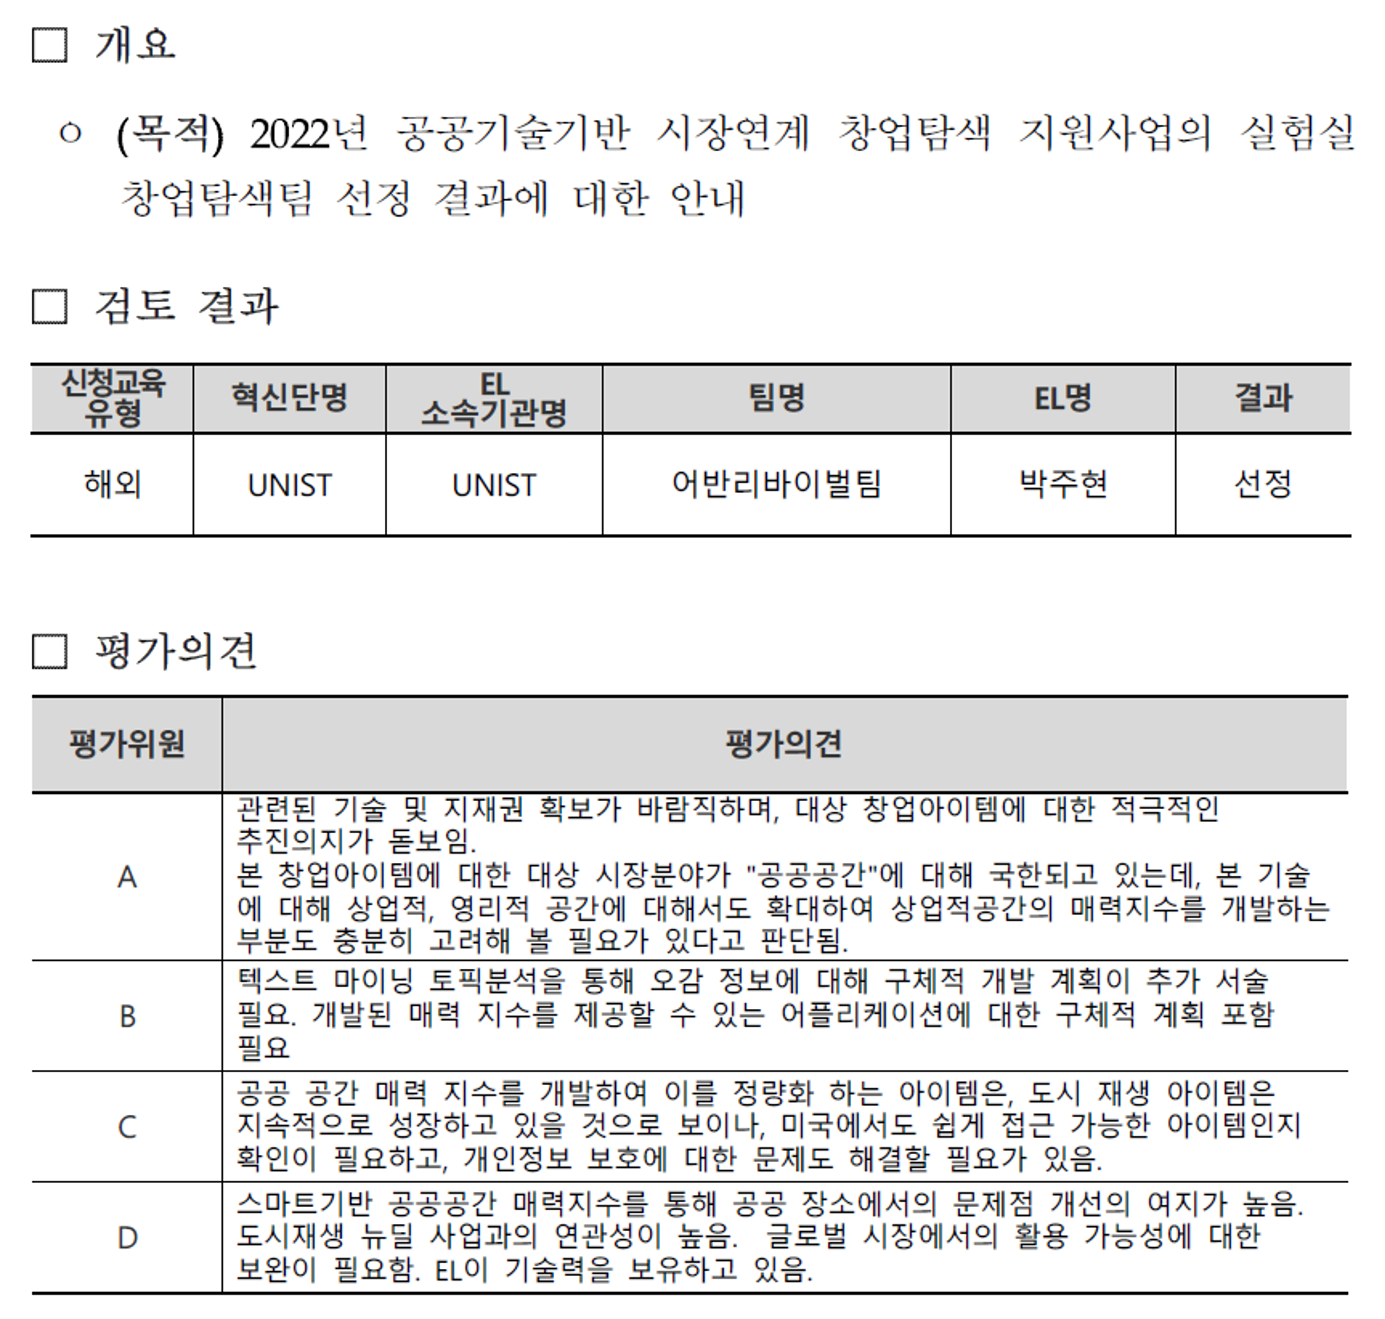 □ 개요
ㅇ (목적) 2022년 공공기술기반 시장연계 창업탐색 지원사업의 실험실
창업탐색팀 선정 결과에 대한 안내
□ 검토 결과
신청교육
유형
혁신단명
EL
소속기관명
팀명
EL명
결과
해외
UNIST
UNIST
어반리바이벌팀
박주현
선정
□ 평가의견
평가위원
평가의견
A
관련된 기술 및 지재권 확보가 바람직하며, 대상 창업아이템에 대한 적극적인
추진의지가 돋보임.
본 창업아이템에 대한 대상 시장분야가 "공공공간"에 대해 국한되고 있는데, 본 기술
에 대해 상업적, 영리적 공간에 대해서도 확대하여 상업적공간의 매력지수를 개발하는
부분도 충분히 고려해 볼 필요가 있다고 판단됨.
B
텍스트 마이닝 토픽분석을 통해 오감 정보에 대해 구체적 개발 계획이 추가 서술
필요. 개발된 매력 지수를 제공할 수 있는 어플리케이션에 대한 구체적 계획 포함
필요
C
공공 공간 매력 지수를 개발하여 이를 정량화 하는 아이템은, 도시 재생 아이템은
지속적으로 성장하고 있을 것으로 보이나, 미국에서도 쉽게 접근 가능한 아이템인지
확인이 필요하고, 개인정보 보호에 대한 문제도 해결할 필요가 있음.
D
스마트기반 공공공간 매력지수를 통해 공공 장소에서의 문제점 개선의 여지가 높음.
도시재생 뉴딜 사업과의 연관성이 높음. 글로벌 시장에서의 활용 가능성에 대한
보완이 필요함. EL이 기술력을 보유하고 있음.